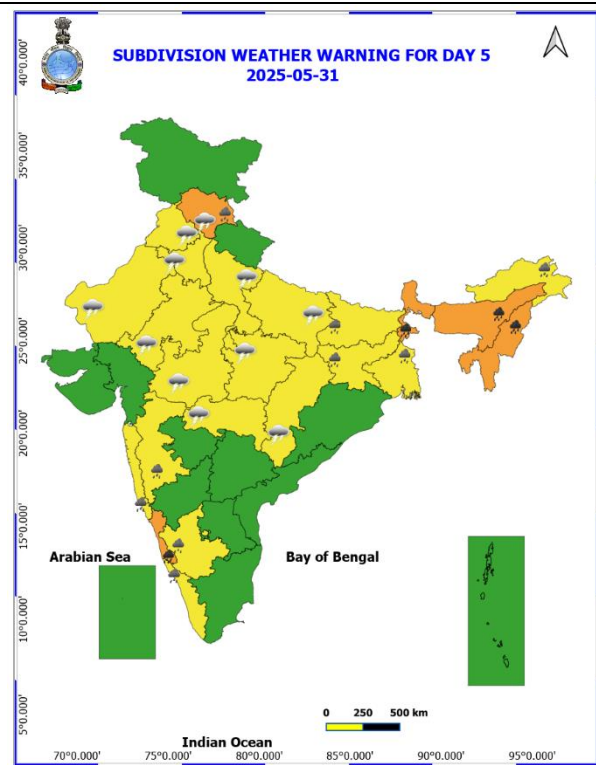 SUBDIVISION WEATHER WARNING FOR DAY 5
2025-05-31
40°0.000'
35°0.000'
30°0.000'
25°0.000'
20°0.000'
15°0.000'
10°0.000'
5°0.000'
Arabian Sea
Bay of Bengal
0 250 500 km
Indian Ocean
70°0.000' 75°0.000' 80°0.000' 85°0.000' 90°0.000' 95°0.000'